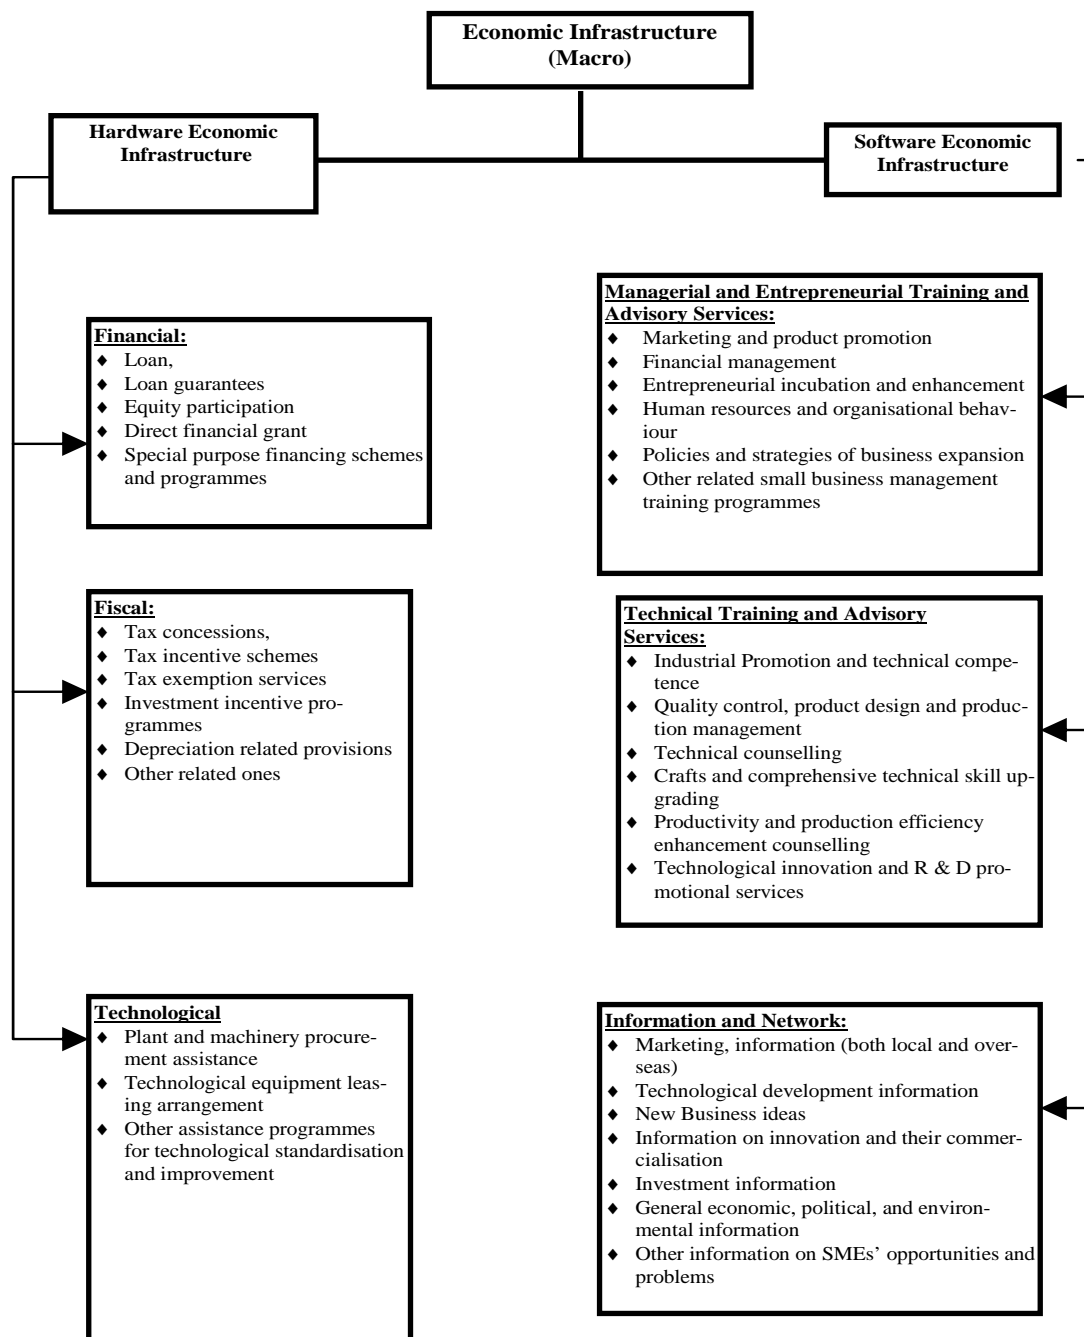 Economic Infrastructure
(Macro)
Hardware Economic
Infrastructure
Software Economic
Infrastructure
Financial:
♦ Loan,
♦ Loan guarantees
♦ Equity participation
♦ Direct financial grant
♦ Special purpose financing schemes
and programmes
Fiscal:
♦ Tax concessions,
♦ Tax incentive schemes
♦ Tax exemption services
♦ Investment incentive pro-
grammes
♦ Depreciation related provisions
♦ Other related ones
Technological
♦ Plant and machinery procure-
ment assistance
♦ Technological equipment leas-
ing arrangement
♦ Other assistance programmes
for technological standardisation
and improvement
Managerial and Entrepreneurial Training and
Advisory Services:
♦ Marketing and product promotion
♦ Financial management
♦ Entrepreneurial incubation and enhancement
♦ Human resources and organisational behav-
iour
♦ Policies and strategies of business expansion
♦ Other related small business management
training programmes
Technical Training and Advisory
Services:
♦ Industrial Promotion and technical compe-
tence
♦ Quality control, product design and produc-
tion management
♦ Technical counselling
♦ Crafts and comprehensive technical skill up-
grading
♦ Productivity and production efficiency
enhancement counselling
♦ Technological innovation and R & D pro-
motional services
Information and Network:
♦ Marketing, information (both local and over-
seas)
♦ Technological development information
♦ New Business ideas
♦ Information on innovation and their commer-
cialisation
♦ Investment information
♦ General economic, political, and environ-
mental information
♦ Other information on SMEs' opportunities and
problems